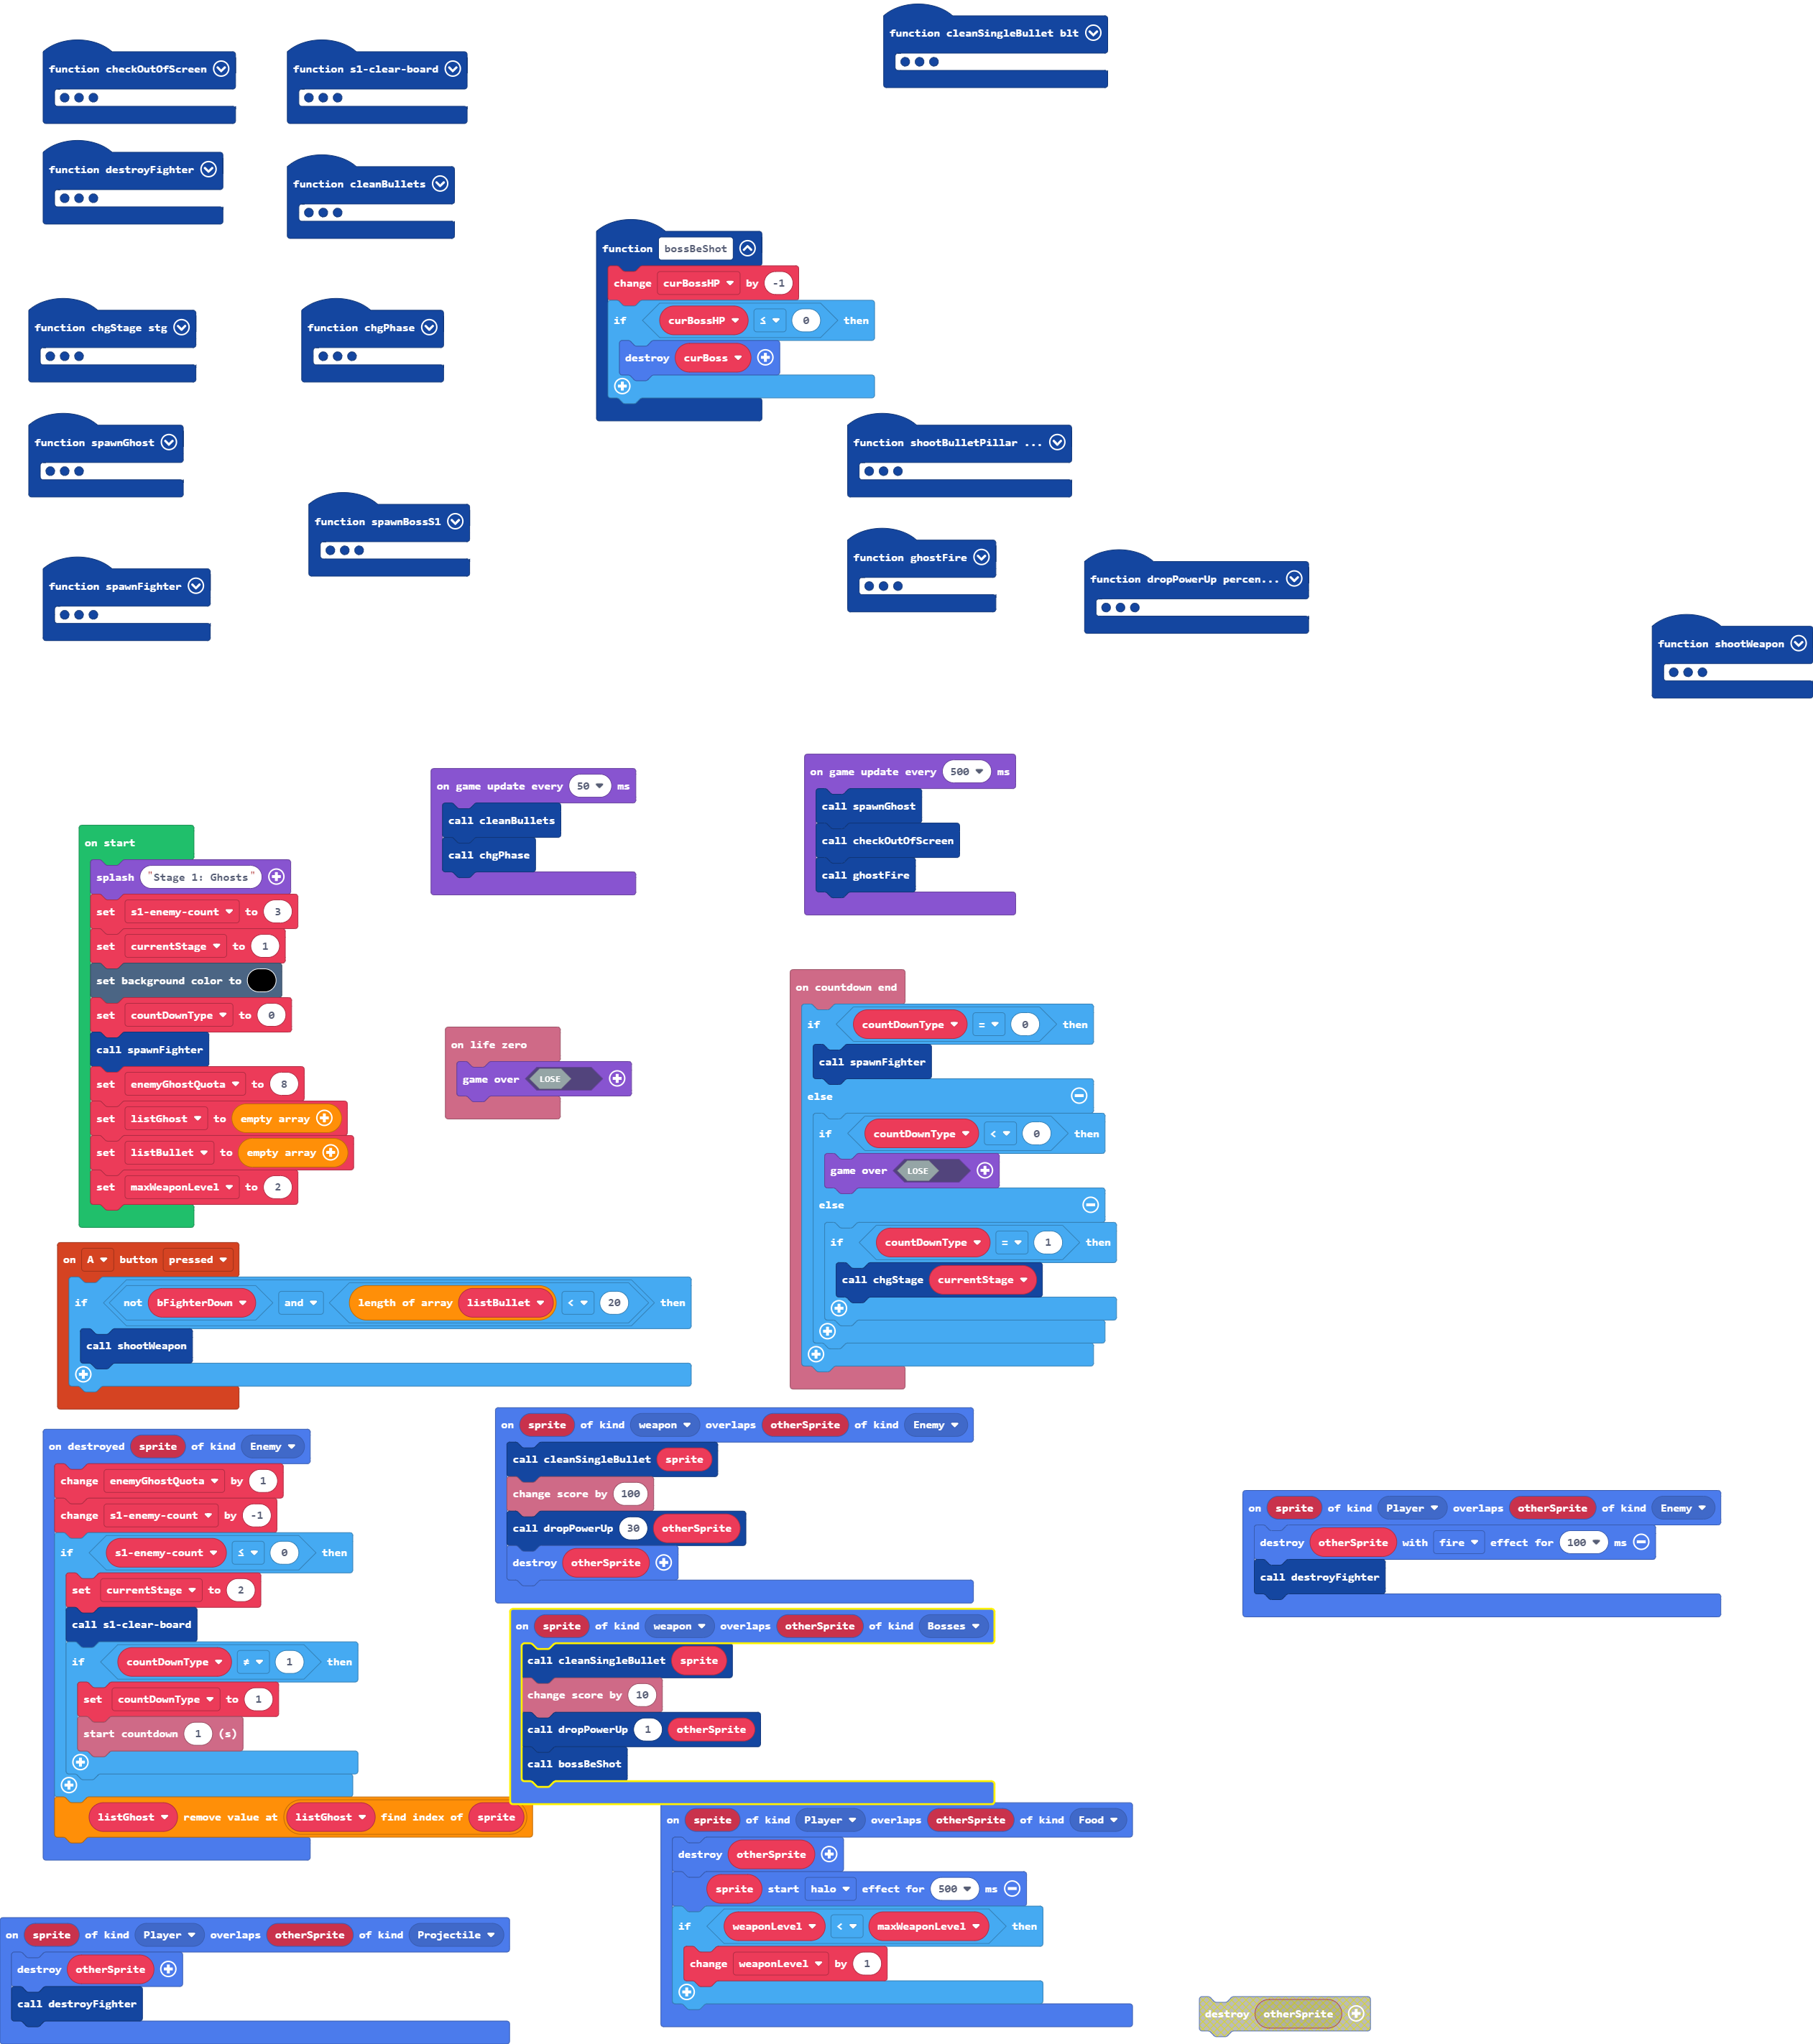 function cleanSingleBullet blt
function checkOutOfScreen
function s1-clear-board
function destroyFighter
function cleanBullets
function bossBeShot
change curBossHP by -1
if curBossHP ≤ 0 then
destroy curBoss
function chgStage stg
function chgPhase
function spawnGhost
function shootBulletPillar ...
function spawnBossS1
function ghostFire
function spawnFighter
function dropPowerUp percen...
function shootWeapon
on game update every 50 ms
call cleanBullets
call chgPhase
on game update every 500 ms
call spawnGhost
call checkOutOfScreen
call ghostFire
on start
splash "Stage 1: Ghosts"
set s1-enemy-count to 3
set currentStage to 1
set background color to
set countDownType to 0
call spawnFighter
set enemyGhostQuota to 8
set listGhost to empty array
set listBullet to empty array
set maxWeaponLevel to 2
on life zero
game over LOSE
on countdown end
if countDownType = 0 then
call spawnFighter
else
if countDownType < 0 then
game over LOSE
else
if countDownType = 1 then
call chgStage currentStage
on A button pressed
if not bFighterDown and length of array listBullet < 20 then
call shootWeapon
on destroyed sprite of kind Enemy
change enemyGhostQuota by 1
change s1-enemy-count by -1
if s1-enemy-count ≤ 0 then
set currentStage to 2
call s1-clear-board
if countDownType ≠ 1 then
set countDownType to 1
start countdown 1 (s)
listGhost remove value at listGhost find index of sprite
on sprite of kind weapon overlaps otherSprite of kind Enemy
call cleanSingleBullet sprite
change score by 100
call dropPowerUp 30 otherSprite
destroy otherSprite
on sprite of kind Player overlaps otherSprite of kind Enemy
destroy otherSprite with fire effect for 100 ms
call destroyFighter
on sprite of kind weapon overlaps otherSprite of kind Bosses
call cleanSingleBullet sprite
change score by 10
call dropPowerUp 1 otherSprite
call bossBeShot
on sprite of kind Player overlaps otherSprite of kind Food
destroy otherSprite
sprite start halo effect for 500 ms
if weaponLevel < maxWeaponLevel then
change weaponLevel by 1
on sprite of kind Player overlaps otherSprite of kind Projectile
destroy otherSprite
call destroyFighter
destroy otherSprite